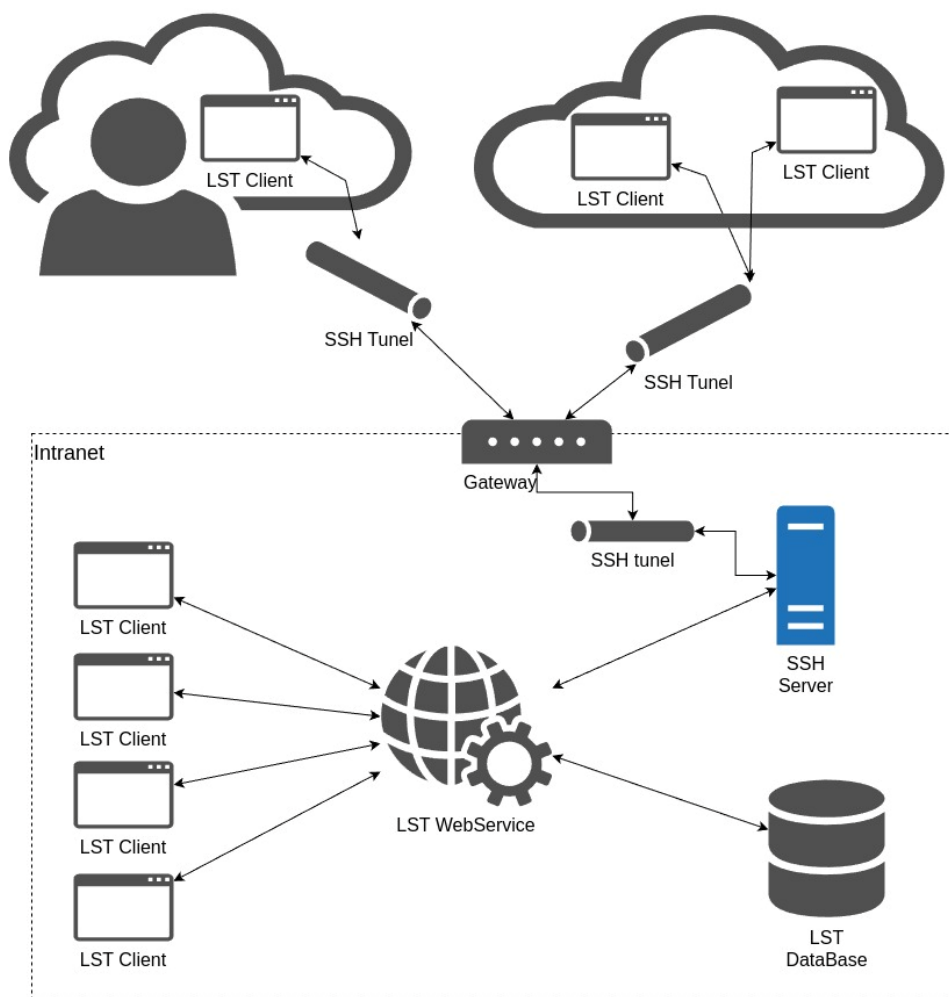 LST Client
LST Client
LST Client
SSH Tunel
SSH Tunel
Intranet
Gateway
SSH tunel
LST Client
SSH
Server
LST Client
LST WebService
LST Client
LST Client
LST
DataBase